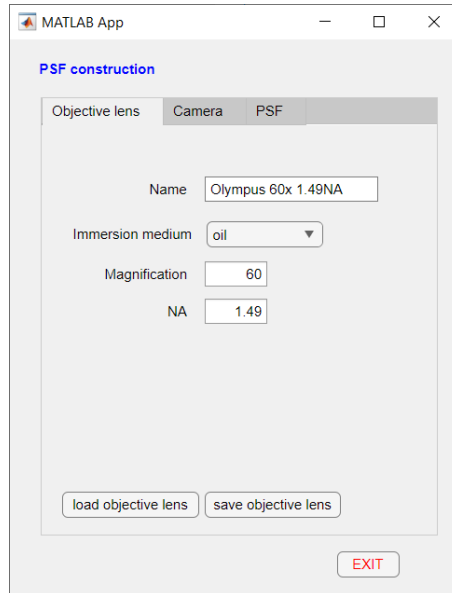 MATLAB App
PSF construction
Objective lens Camera PSF
Name Olympus 60x 1.49NA
Immersion medium oil
Magnification 60
NA 1.49
load objective lens save objective lens
EXIT